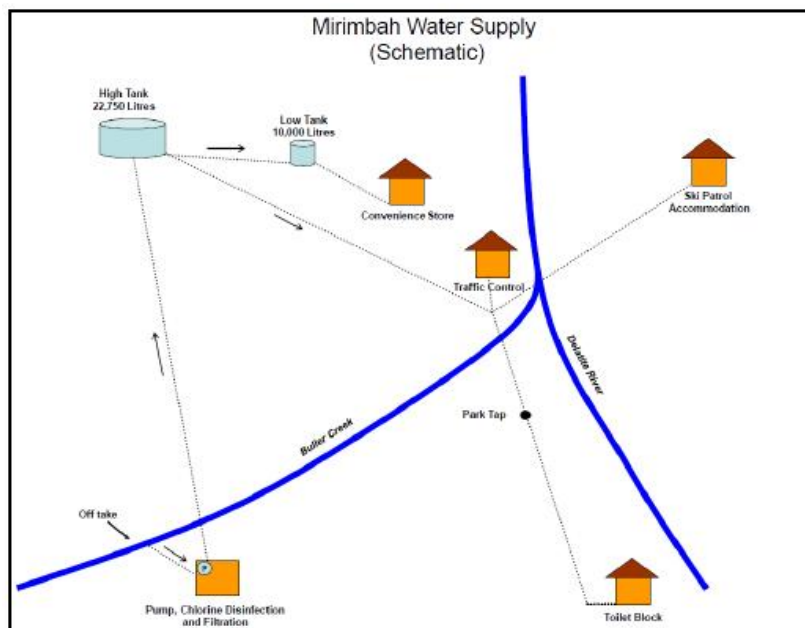 Mirimbah Water Supply
(Schematic)
High Tank
22,750 Litres
Low Tank
10,000 Litres
Convenience Store
Ski Patrol
Accommodation
Traffic Control
Delatite River
Park Tap
Buller Creek
Off take
Pump, Chlorine Disinfection
and Filtration
Toilet Block